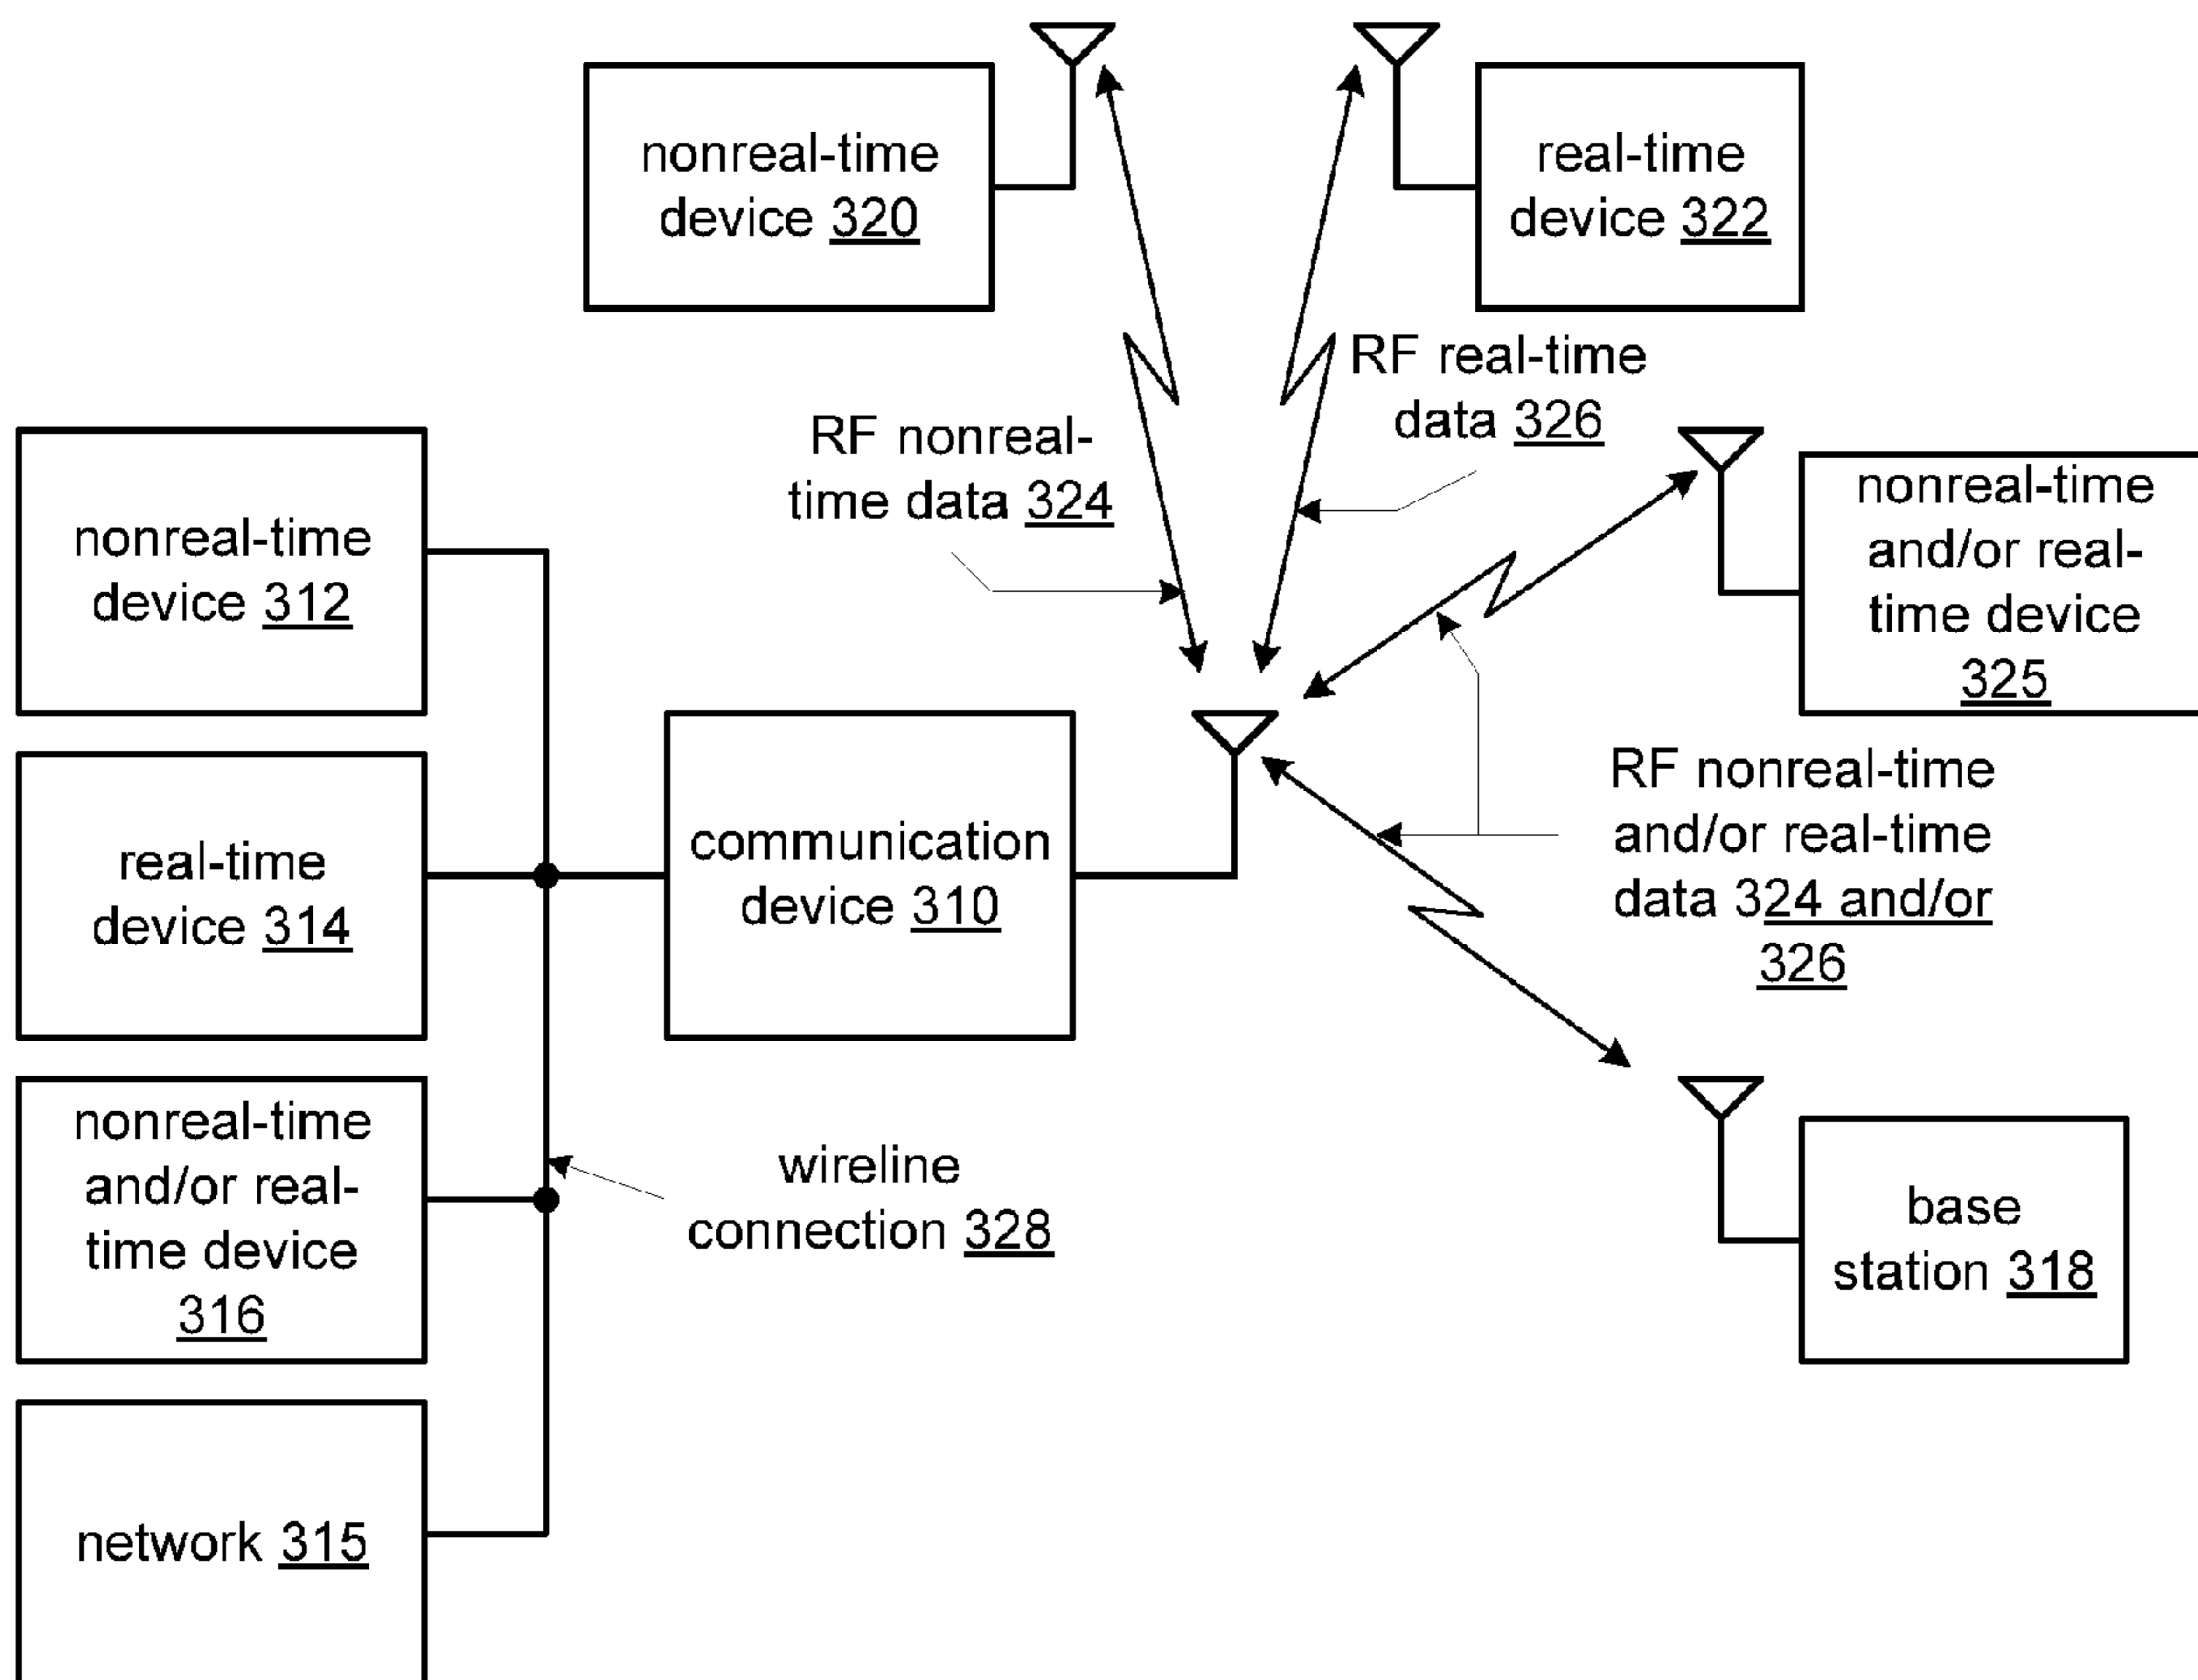 nonreal-time
device 320
real-time
device 322
RF real-time
data 326
RF nonreal-
time data 324
nonreal-time
device 312
nonreal-time
and/or real-
time device
325
real-time
device 314
communication
device 310
RF nonreal-time
and/or real-time
data 324 and/or
326
nonreal-time
and/or real-
time device
316
wireline
connection 328
base
station 318
network 315